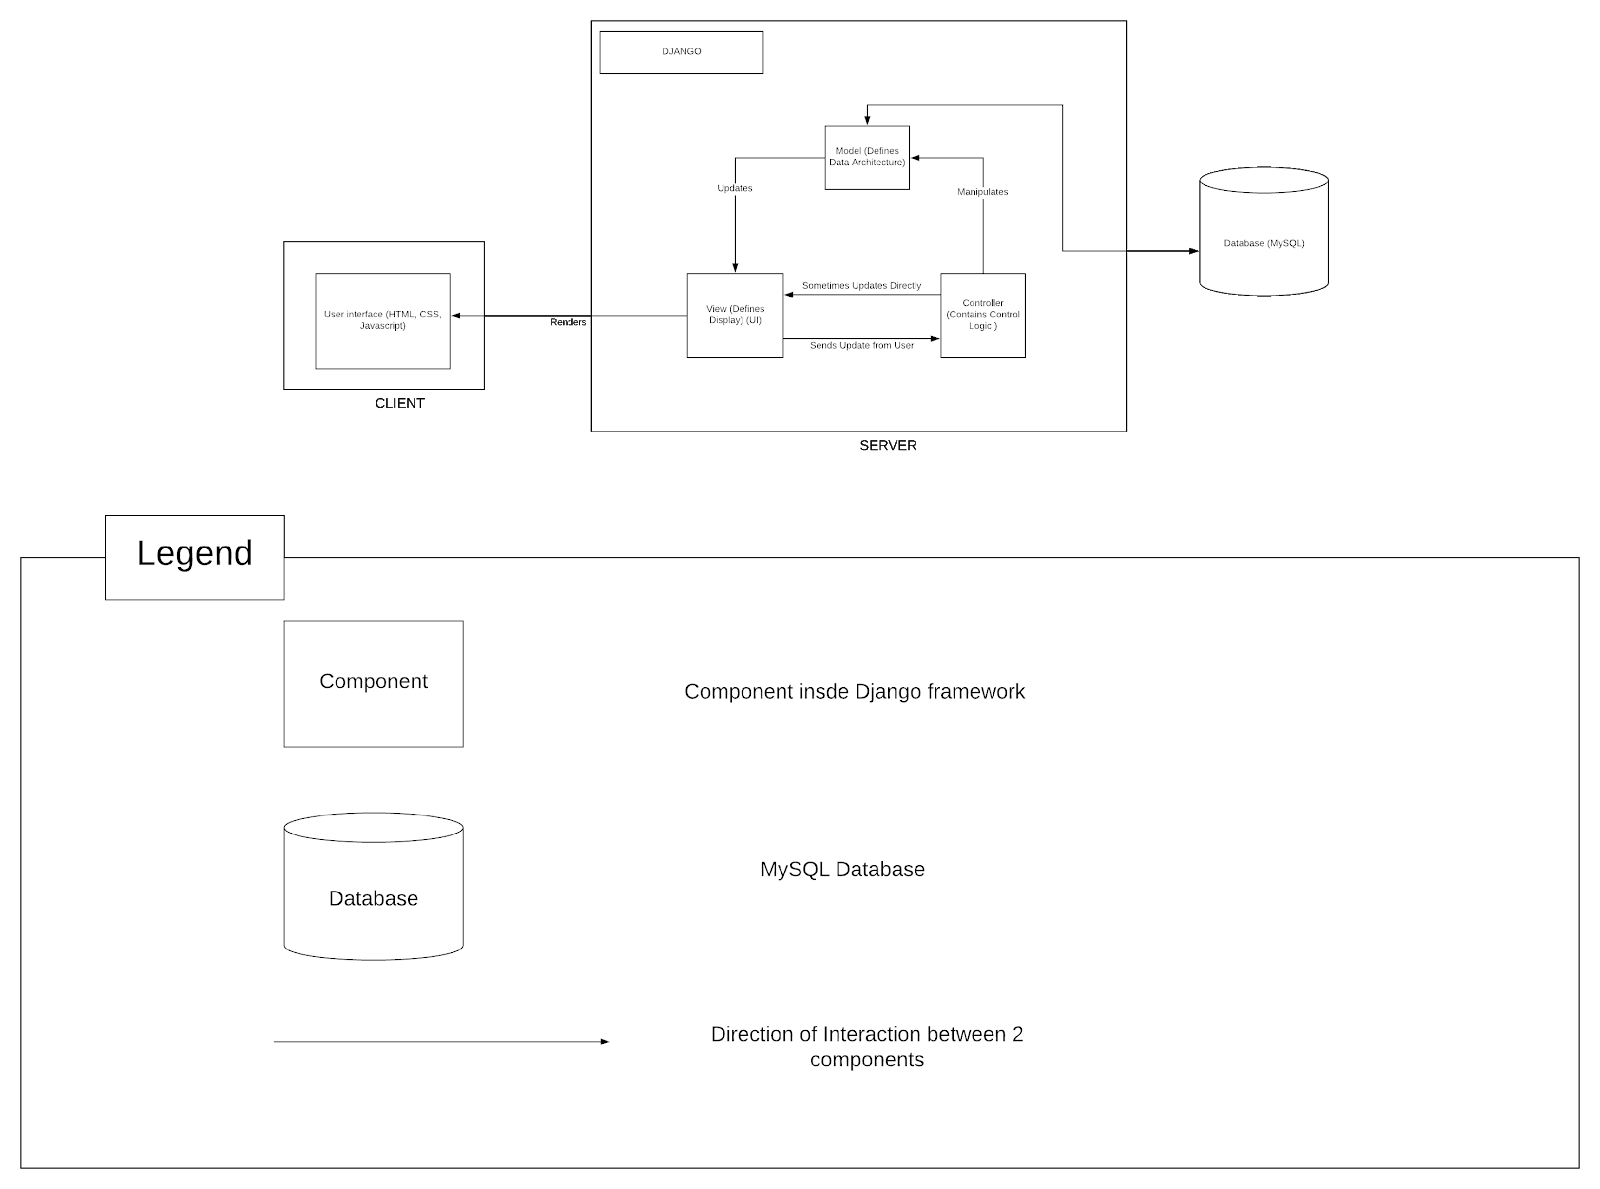 DJANGO
Model (Defines
Data Architecture)
Updates
Manipulates
Database (MySQL)
User interface (HTML, CSS,
Javascript)
Renders
View (Defines
Display) (UI)
Sometimes Updates Directly
Sends Update from User
Controller
(Contains Control
Logic )
CLIENT
SERVER
Legend
Component
Component insde Django framework
Database
MySQL Database
Direction of Interaction between 2
components